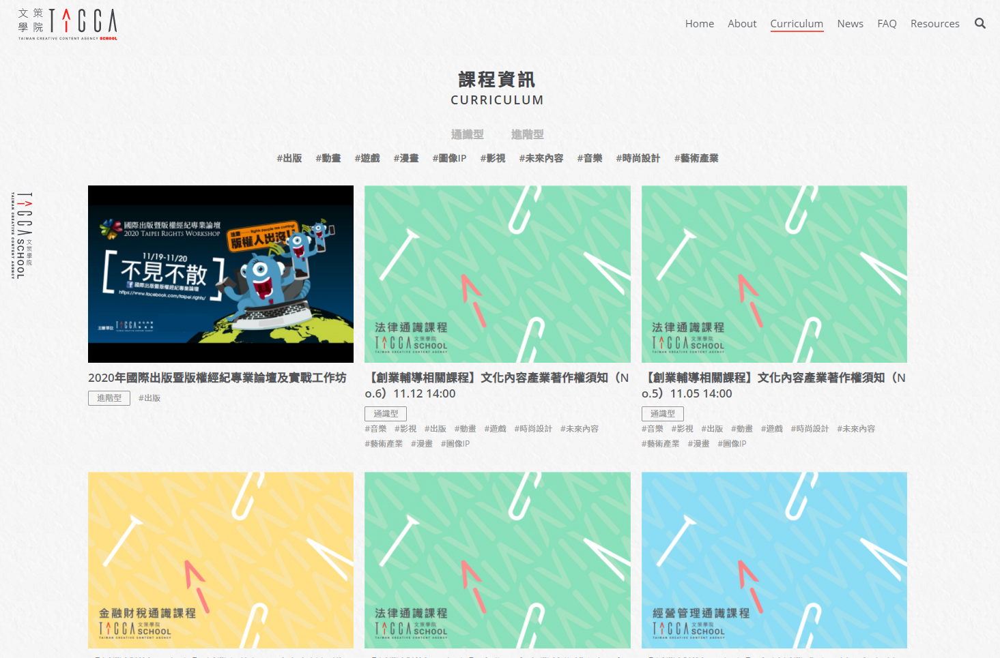 文策
學院 TAICCA
TAIWAN CREATIVE CONTENT AGENCY SCHOOL
Home About Curriculum News FAQ Resources
課程資訊
CURRICULUM
通識型 進階型
#出版 #動畫 #遊戲 #漫畫 #圖像IP #影視 #未來內容 #音樂 #時尚設計 #藝術產業
TAICCA SCHOOL 文策學院
TAIWAN CREATIVE CONTENT AGENCY
國際出版暨版權經紀專業論壇
2020 TAIPEI RIGHTS WORKSHOP
注意 Rights people are coming!
版權人出沒!!
11/19-11/20
不見不散
國際出版暨版權經紀專業論壇
https://www.facebook.com/taipei.rights/
主辦單位 TAICCA
法律通識課程
TAICCA 文策學院 SCHOOL
TAIWAN CREATIVE CONTENT AGENCY
法律通識課程
TAICCA 文策學院 SCHOOL
TAIWAN CREATIVE CONTENT AGENCY
2020年國際出版暨版權經紀專業論壇及實戰工作坊
進階型 #出版
【創業輔導相關課程】文化內容產業著作權須知（N
o.6）11.12 14:00
通識型
#音樂 #影視 #出版 #動畫 #遊戲 #時尚設計 #未來內容
#藝術產業 #漫畫 #圖像IP
【創業輔導相關課程】文化內容產業著作權須知（N
o.5）11.05 14:00
通識型
#音樂 #影視 #出版 #動畫 #遊戲 #時尚設計 #未來內容
#藝術產業 #漫畫 #圖像IP
金融財稅通識課程
TAICCA 文策學院 SCHOOL
TAIWAN CREATIVE CONTENT AGENCY
法律通識課程
TAICCA 文策學院 SCHOOL
TAIWAN CREATIVE CONTENT AGENCY
經營管理通識課程
TAICCA 文策學院 SCHOOL
TAIWAN CREATIVE CONTENT AGENCY